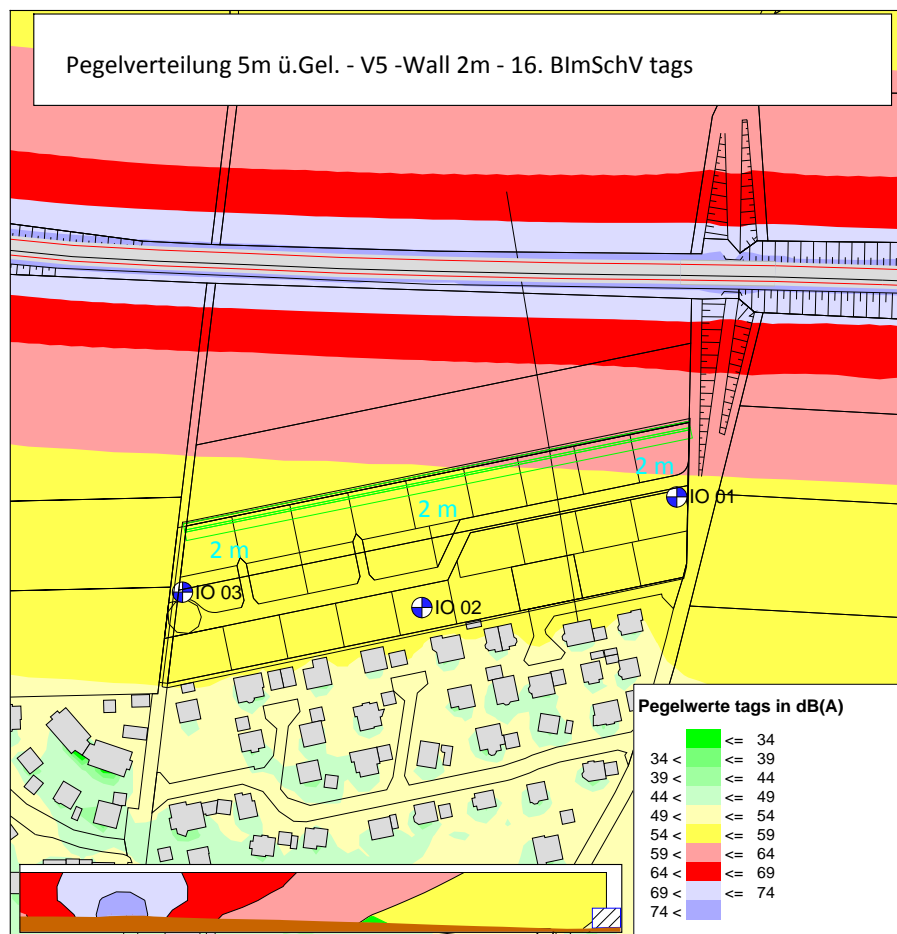 Pegelverteilung 5m ü.Gel. - V5 -Wall 2m - 16. BImSchV tags
2 m
2 m
2 m
IO 01
IO 03
IO 02
Pegelwerte tags in dB(A)
<= 34
34 < <= 39
39 < <= 44
44 < <= 49
49 < <= 54
54 < <= 59
59 < <= 64
64 < <= 69
69 < <= 74
74 <